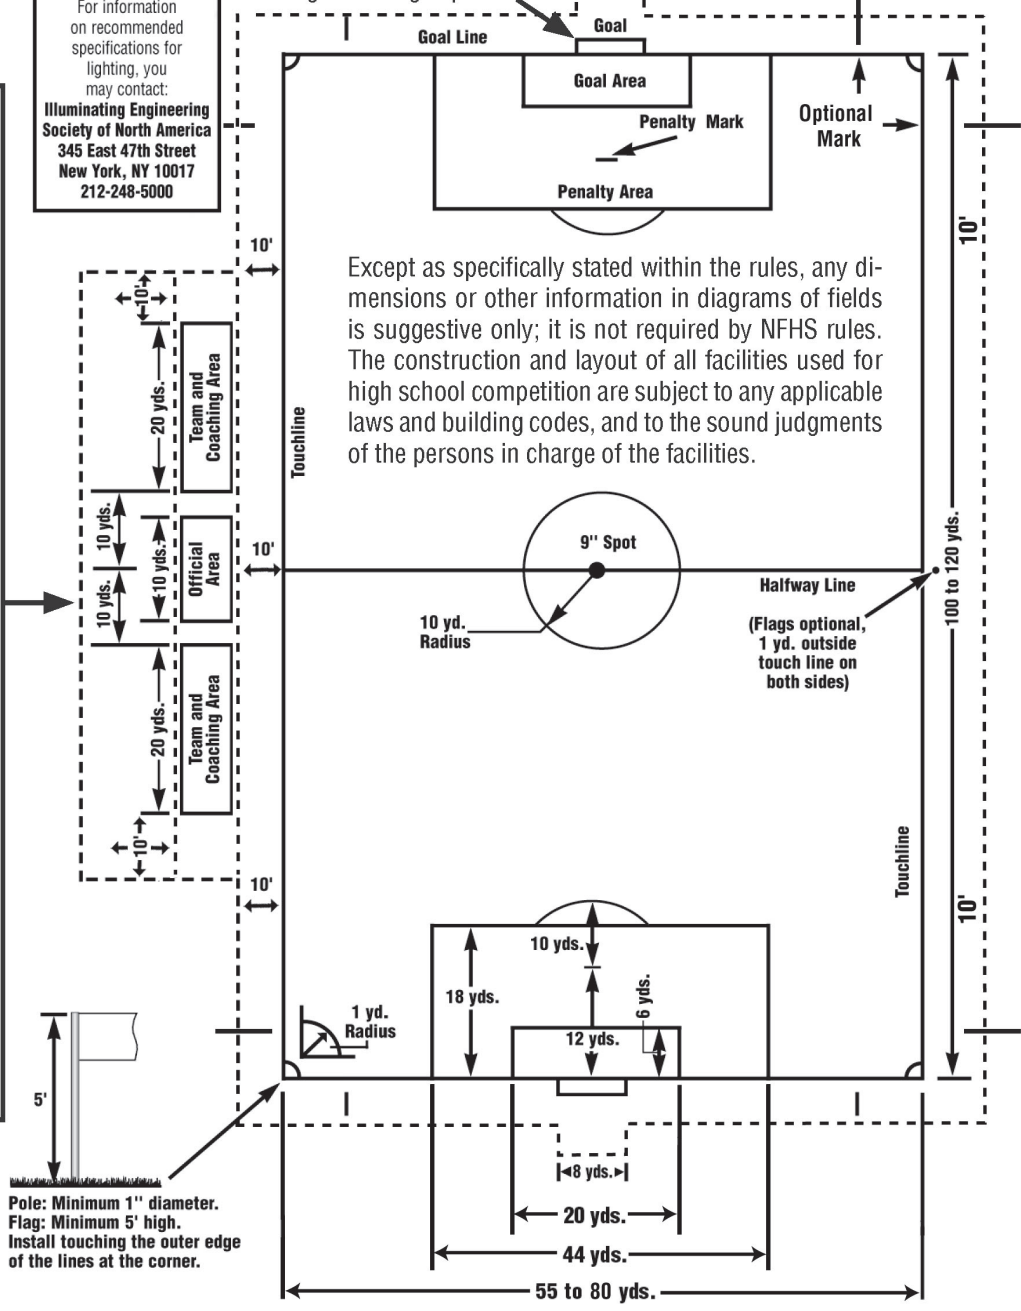 For information
on recommended
specifications for
lighting, you
may contact:
Illuminating Engineering
Society of North America
345 East 47th Street
New York, NY 10017
212-248-5000
Goal Line
Goal
Goal Area
Penalty Mark
Optional
Mark
Penalty Area
10'
10'
Except as specifically stated within the rules, any di-
mensions or other information in diagrams of fields
is suggestive only; it is not required by NFHS rules.
The construction and layout of all facilities used for
high school competition are subject to any applicable
laws and building codes, and to the sound judgments
of the persons in charge of the facilities.
10'
20 yds.
Team and
Coaching Area
Touchline
10 yds.
10 yds.
10 yds.
Official
Area
10'
9" Spot
Halfway Line
100 to 120 yds.
10 yd.
Radius
(Flags optional,
1 yd. outside
touch line on
both sides)
20 yds.
Team and
Coaching Area
10'
10'
Touchline
10'
10 yds.
18 yds.
6 yds.
12 yds.
1 yd.
Radius
5'
8 yds.
Pole: Minimum 1" diameter.
Flag: Minimum 5' high.
Install touching the outer edge
of the lines at the corner.
20 yds.
44 yds.
55 to 80 yds.